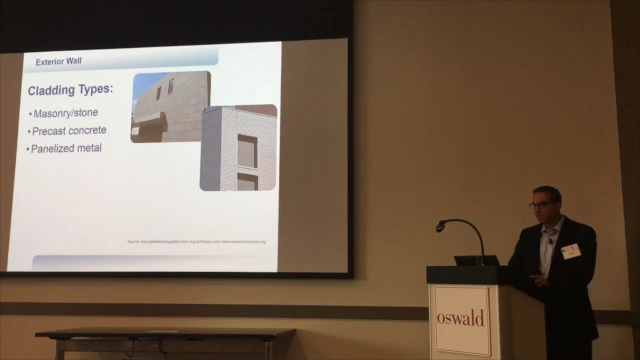 Exterior Wall
Cladding Types:
• Masonry/stone
• Precast concrete
• Panelized metal
oswald